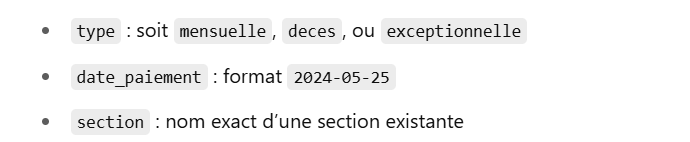 • type : soit mensuelle, deces, ou exceptionnelle
• date_paiement : format 2024-05-25
• section : nom exact d’une section existante